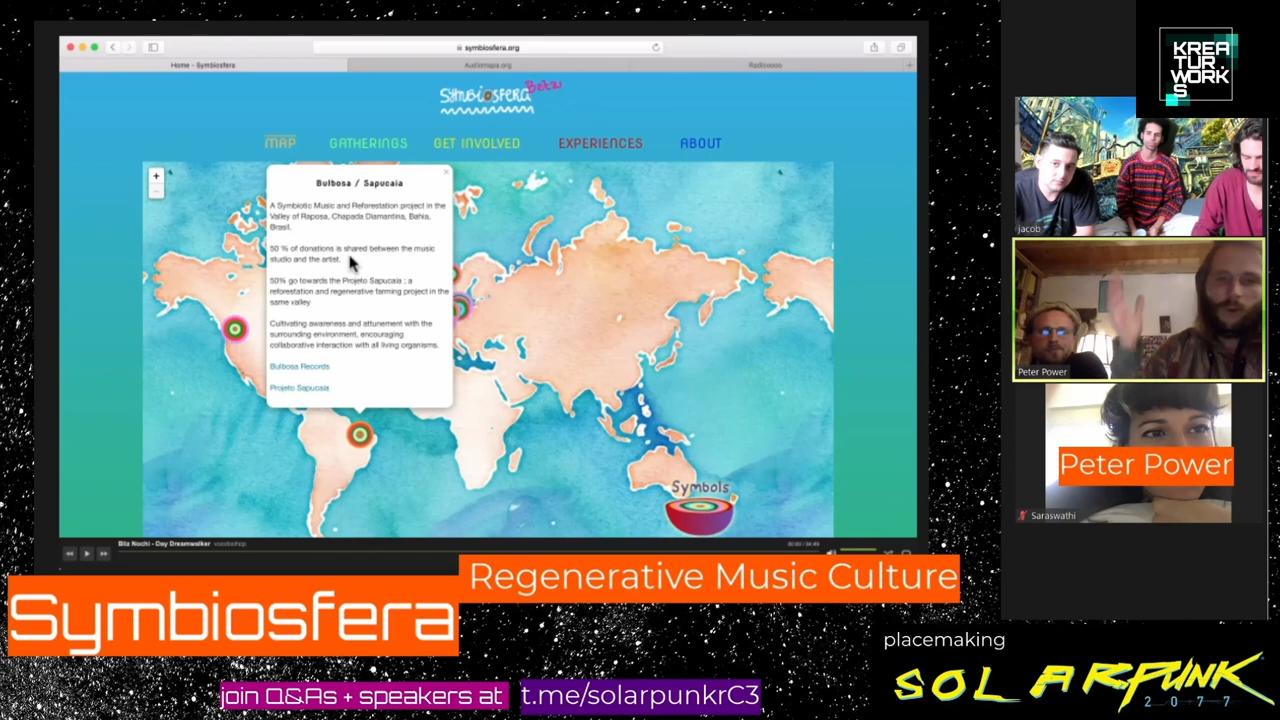 symbiosfera.org
Home - Symbiosfera
Audiomapa.org
Radiooooo
Symbiosfera
Beta
MAP
GATHERINGS
GET INVOLVED
EXPERIENCES
ABOUT
+
Bulbosa / Sapucaia
A Symbiotic Music and Reforestation project in the
Valley of Raposa, Chapada Diamantina, Bahia,
Brasil.
50 % of donations is shared between the music
studio and the artist.
50% go towards the Projeto Sapucaia ; a
reforestation and regenerative farming project in the
same valley
Cultivating awareness and attunement with the
surrounding environment, encouraging
collaborative interaction with all living organisms.
Bulbosa Records
Projeto Sapucaia
Symbols
Bliz Nochi - Day Dreamwalker voodoohop
Symbiosfera
Regenerative Music Culture
join Q&As + speakers at t.me/solarpunkrC3
KREA
TUR.
WORK
S
jacob
Peter Power
Peter Power
Saraswathi
placemaking
SOLARPUNK
2077